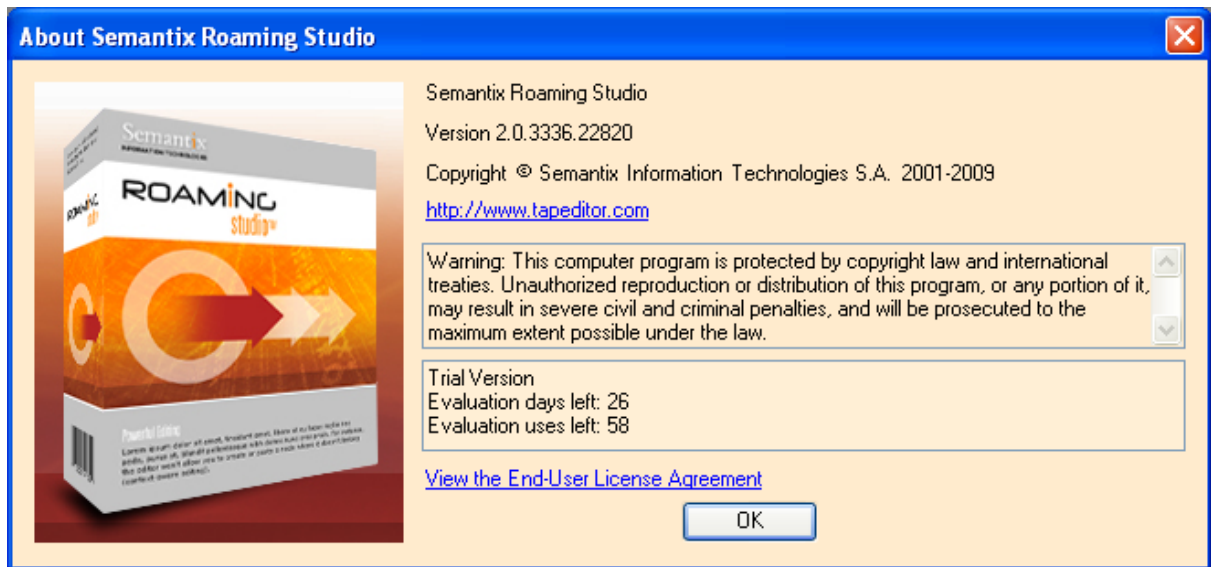 About Semantix Roaming Studio
Semantix
INFORMATION TECHNOLOGIES
ROAMING
studio
ROAMING
Powerful Editing
Semantix Roaming Studio
Version 2.0.3336.22820
Copyright © Semantix Information Technologies S.A. 2001-2009
http://www.tapeditor.com
Warning: This computer program is protected by copyright law and international
treaties. Unauthorized reproduction or distribution of this program, or any portion of it,
may result in severe civil and criminal penalties, and will be prosecuted to the
maximum extent possible under the law.
Trial Version
Evaluation days left: 26
Evaluation uses left: 58
View the End-User License Agreement
OK